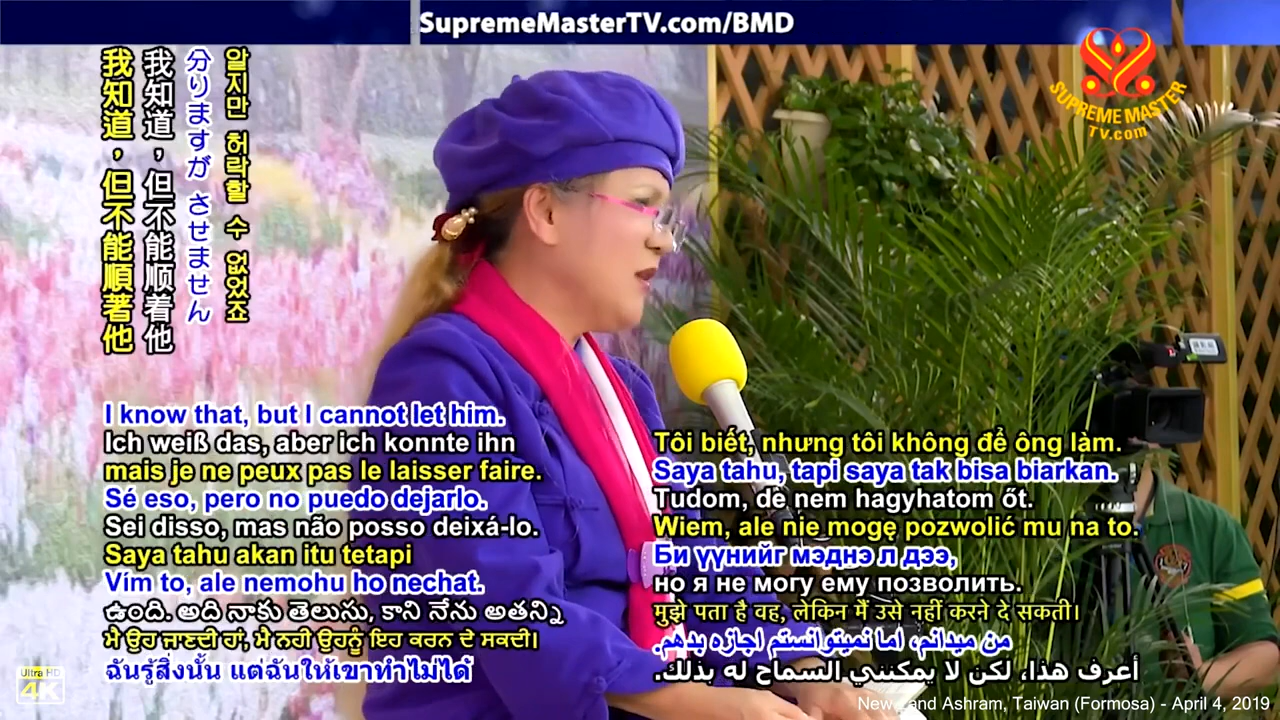 SupremeMasterTV.com/BMD
SUPREME MASTER
TV.com
알지만 허락할 수 없었죠
分りますが させません
我知道，但不能顺着他
我知道，但不能順著他
I know that, but I cannot let him.
Ich weiß das, aber ich konnte ihn
mais je ne peux pas le laisser faire.
Sé eso, pero no puedo dejarlo.
Sei disso, mas não posso deixá-lo.
Saya tahu akan itu tetapi
Vím to, ale nemohu ho nechat.
ఉంది. అది నాకు తెలుసు, కాని నేను అతన్ని
ਮੈ ਉਹ ਜਾਣਦੀ ਹਾਂ, ਮੈ ਨਹੀ ਉਹਨੂੰ ਇਹ ਕਰਨ ਦੇ ਸਕਦੀ।
ฉันรู้สิ่งนั้น แต่ฉันให้เขาทำไม่ได้
Tôi biết, nhưng tôi không để ông làm.
Saya tahu, tapi saya tak bisa biarkan.
Tudom, de nem hagyhatom őt.
Wiem, ale nie mogę pozwolić mu na to.
Би үүнийг мэднэ л дээ,
но я не могу ему позволить.
मुझे पता है वह, लेकिन मैं उसे नहीं करने दे सकती।
من میدانم، اما نمیتوانستم اجازه بدهم.
أعرف هذا، لكن لا يمكنني السماح له بذلك.
Ultra HD
4K
New Land Ashram, Taiwan (Formosa) - April 4, 2019